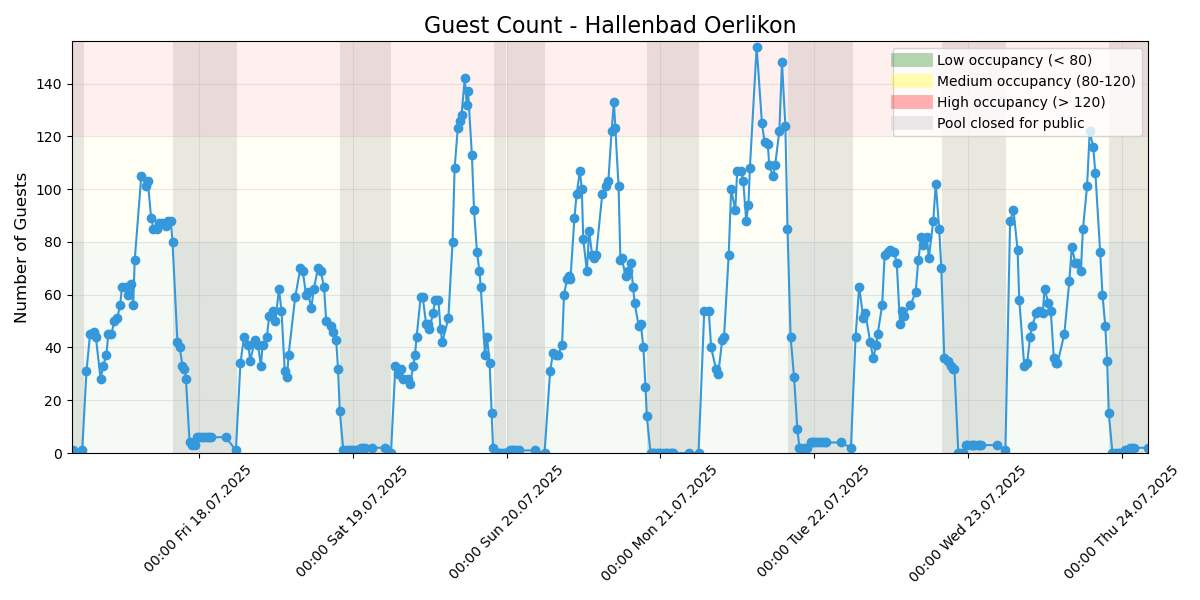 Guest Count - Hallenbad Oerlikon
Low occupancy (< 80)
Medium occupancy (80-120)
High occupancy (> 120)
Pool closed for public
Number of Guests
140
120
100
80
60
40
20
0
00:00 Fri 18.07.2025
00:00 Sat 19.07.2025
00:00 Sun 20.07.2025
00:00 Mon 21.07.2025
00:00 Tue 22.07.2025
00:00 Wed 23.07.2025
00:00 Thu 24.07.2025